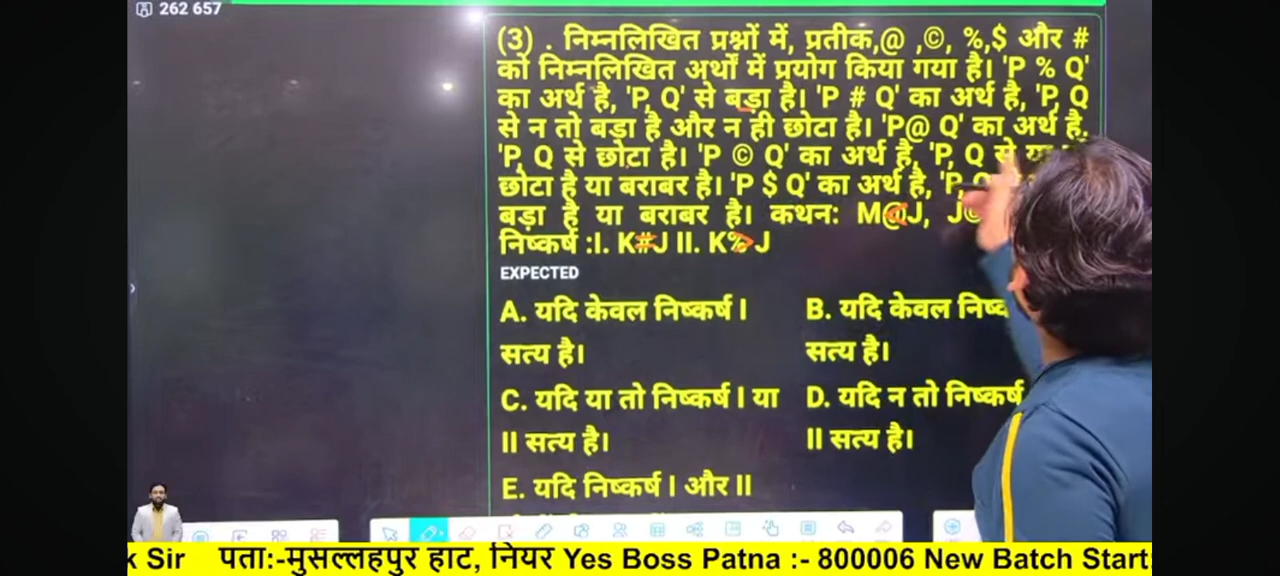 262 657
(3) . निम्नलिखित प्रश्नों में, प्रतीक,@ ,©, %,$ और #
को निम्नलिखित अर्थों में प्रयोग किया गया है। 'P % Q'
का अर्थ है, 'P, Q' से बड़ा है। 'P # Q' का अर्थ है, 'P, Q
से न तो बड़ा है और न ही छोटा है। 'P@ Q' का अर्थ है,
'P, Q से छोटा है। 'P © Q' का अर्थ है, 'P, Q से या
छोटा है या बराबर है। 'P $ Q' का अर्थ है, 'P,
बड़ा है या बराबर है। कथन: M@J, J©
निष्कर्ष :I. K#J II. K% J
EXPECTED
A. यदि केवल निष्कर्ष I
सत्य है।
B. यदि केवल
सत्य है।
C. यदि या तो निष्कर्ष I या
II सत्य है।
D. यदि न तो निष्कर्ष
II सत्य है।
E. यदि निष्कर्ष I और II
k Sir पता:-मुसल्लहपुर हाट, नियर Yes Boss Patna :- 800006 New Batch Start: